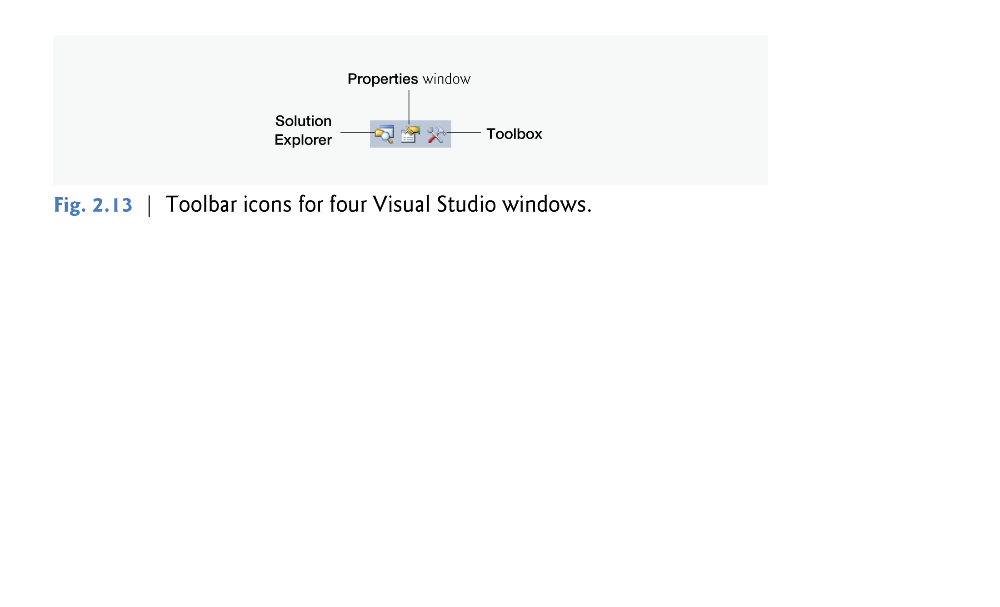 Properties window
Solution
Explorer
Toolbox
Fig. 2.13 | Toolbar icons for four Visual Studio windows.